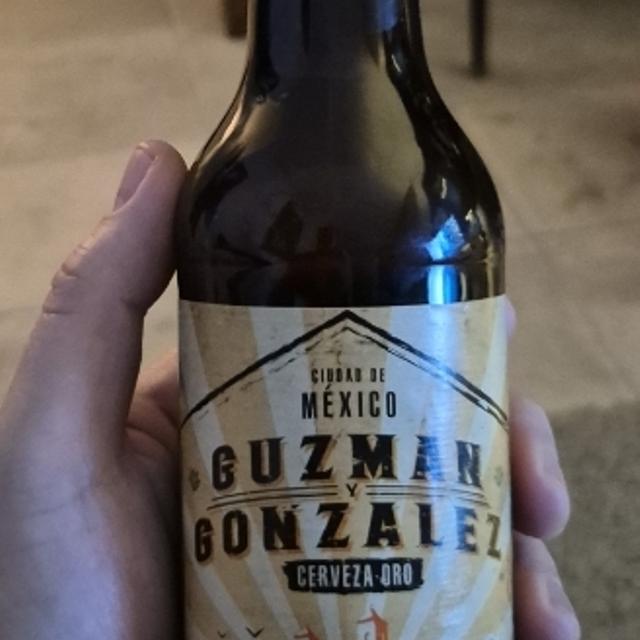 CIUDAD DE
MÉXICO
GUZMAN
Y
GONZALEZ
CERVEZA ORO